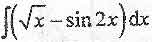 ∫(√x − sin 2x) dx